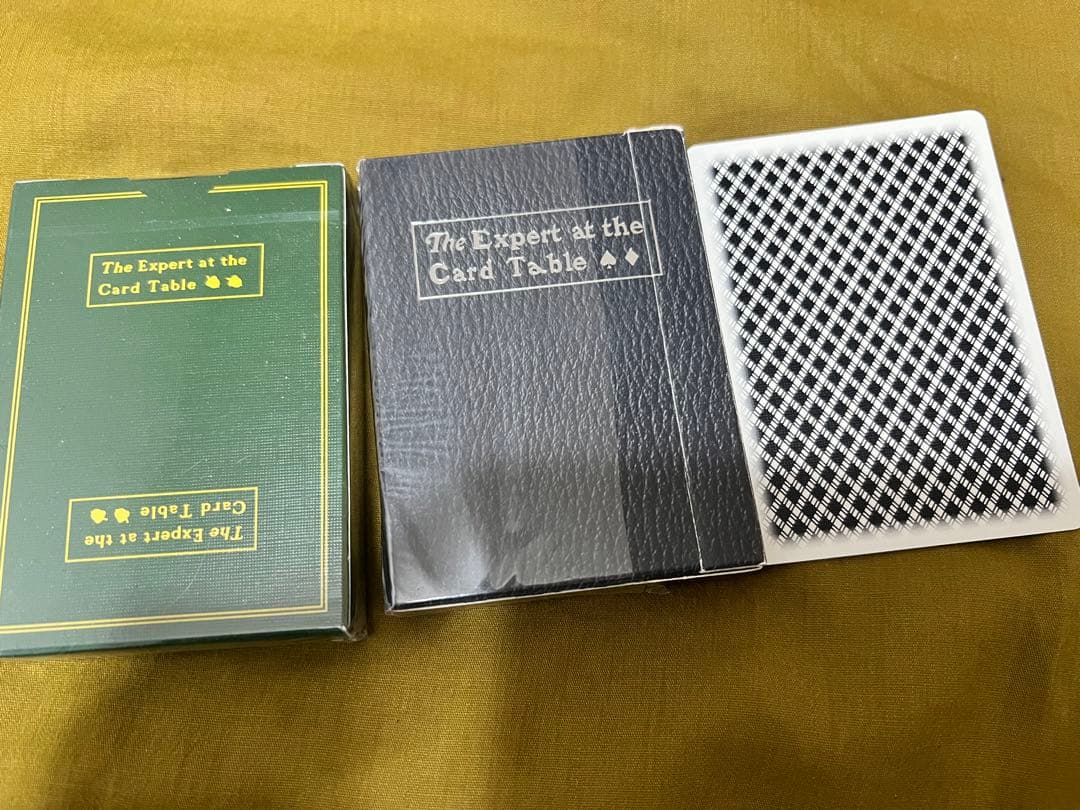 The Expert at the
Card Table
The Expert at the
Card Table
The Expert at the
Card Table ♠♦